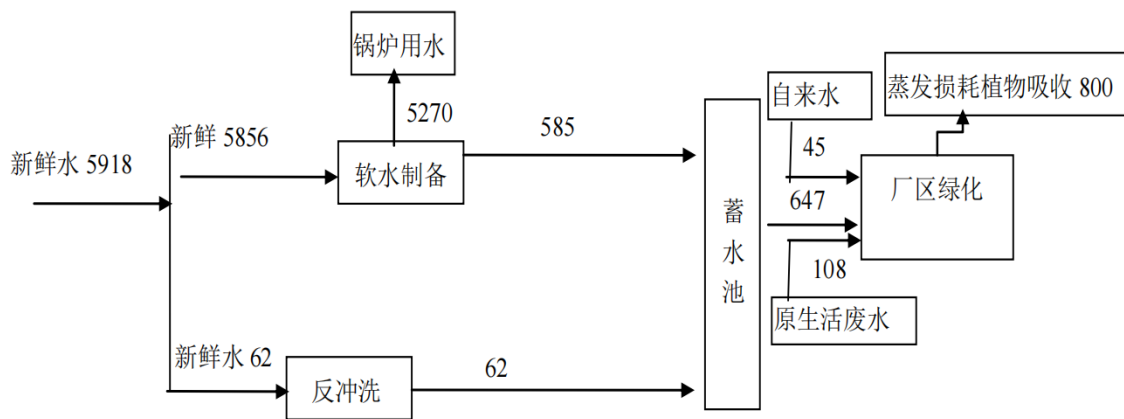 锅炉用水
蒸发损耗植物吸收 800
自来水
新鲜 5856
5270
585
新鲜水 5918
软水制备
45
厂区绿化
647
蓄
水
池
108
原生活废水
新鲜水 62
反冲洗
62